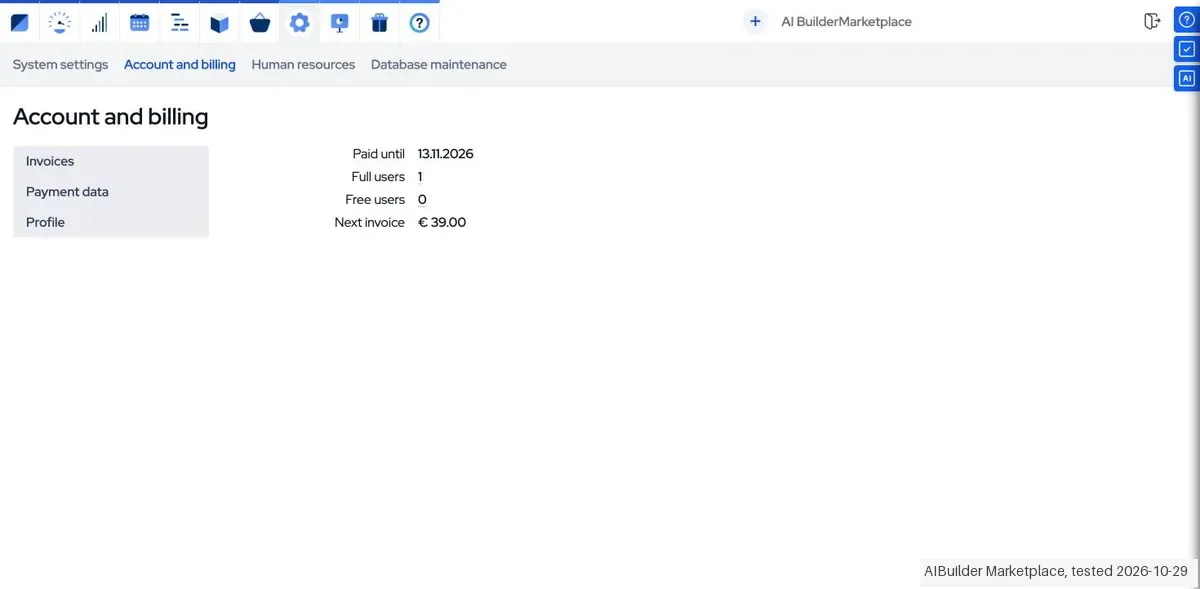 AI BuilderMarketplace
AI
System settings Account and billing Human resources Database maintenance
Account and billing
Invoices
Payment data
Profile
Paid until 13.11.2026
Full users 1
Free users 0
Next invoice € 39.00
AIBuilder Marketplace, tested 2026-10-29